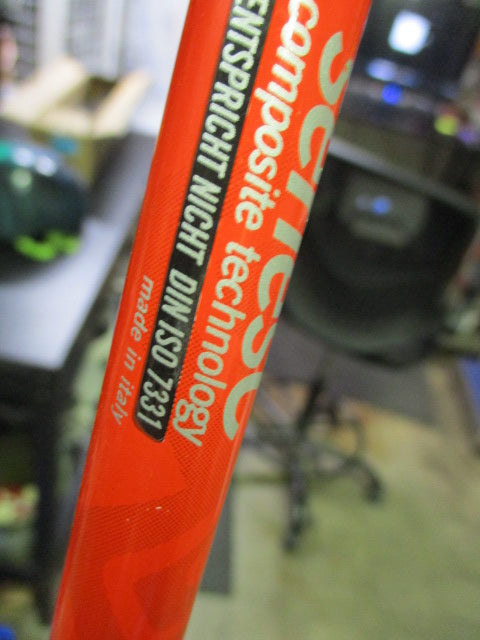 composite technology
ENTSPRICHT NICHT DIN ISO 7331
made in italy